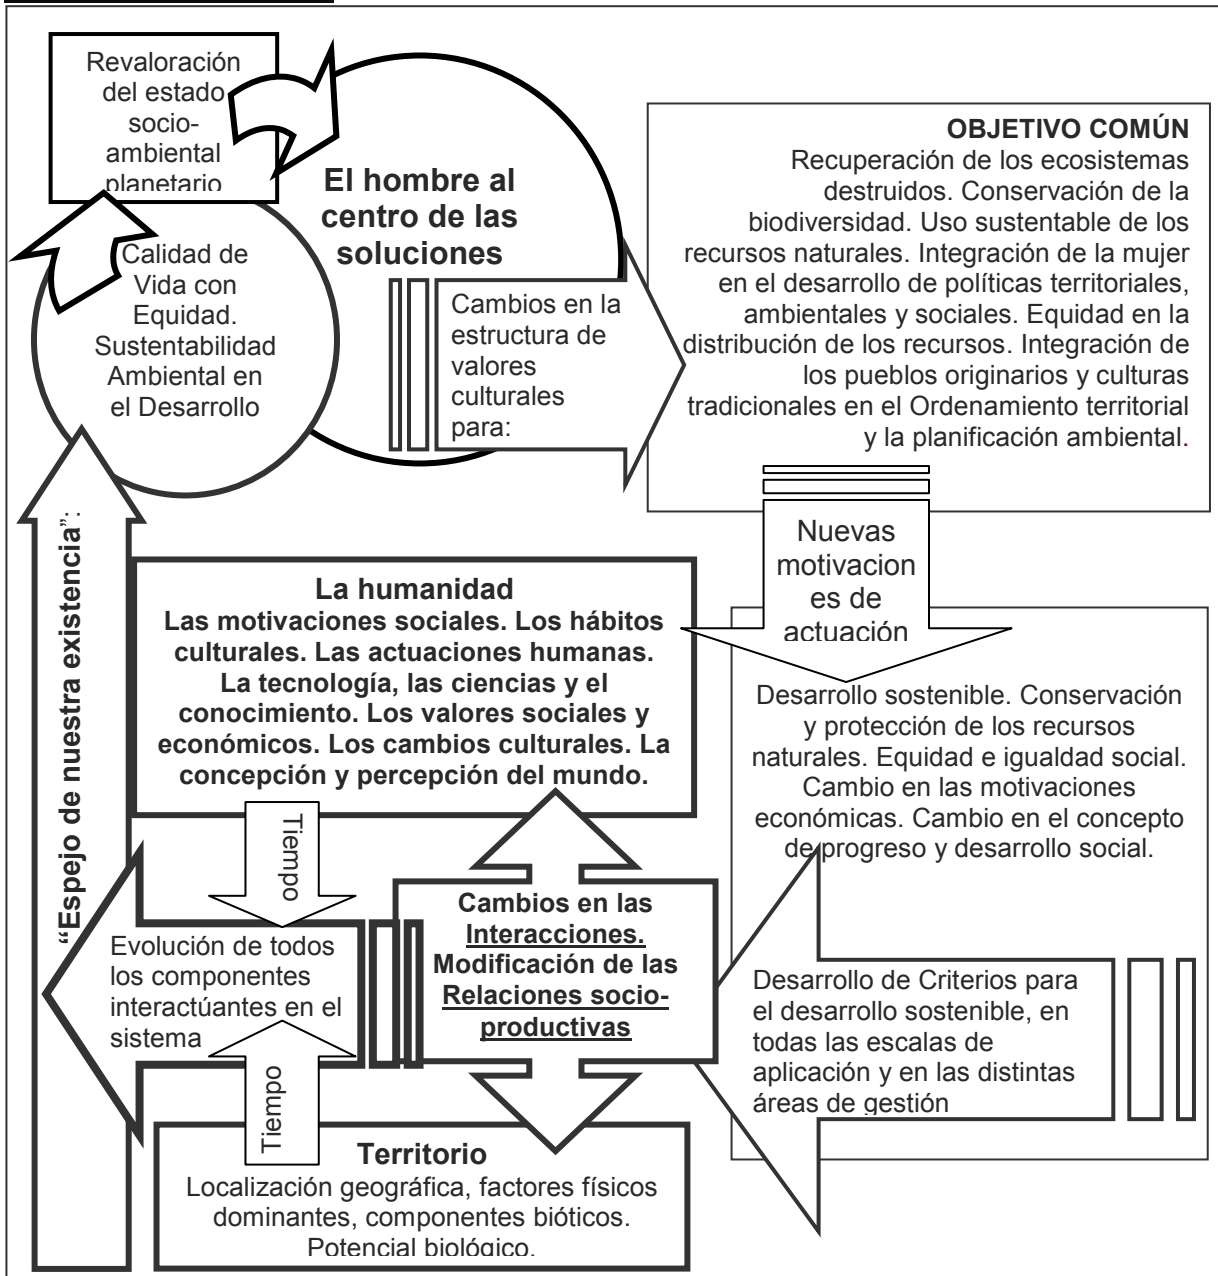 Revaloración
del estado
socio-
ambiental
planetario
El hombre al
centro de las
soluciones
Calidad de
Vida con
Equidad.
Sustentabilidad
Ambiental en
el Desarrollo
Cambios en la
estructura de
valores
culturales
para:
OBJETIVO COMÚN
Recuperación de los ecosistemas
destruidos. Conservación de la
biodiversidad. Uso sustentable de los
recursos naturales. Integración de la mujer
en el desarrollo de políticas territoriales,
ambientales y sociales. Equidad en la
distribución de los recursos. Integración de
los pueblos originarios y culturas
tradicionales en el Ordenamiento territorial
y la planificación ambiental.
Nuevas
motivacion
es de
actuación
Desarrollo sostenible. Conservación
y protección de los recursos
naturales. Equidad e igualdad social.
Cambio en las motivaciones
económicas. Cambio en el concepto
de progreso y desarrollo social.
Desarrollo de Criterios para
el desarrollo sostenible, en
todas las escalas de
aplicación y en las distintas
áreas de gestión
La humanidad
Las motivaciones sociales. Los hábitos
culturales. Las actuaciones humanas.
La tecnología, las ciencias y el
conocimiento. Los valores sociales y
económicos. Los cambios culturales. La
concepción y percepción del mundo.
Tiempo
Cambios en las
Interacciones.
Modificación de las
Relaciones socio-
productivas
Evolución de todos
los componentes
interactúantes en el
sistema
Tiempo
Territorio
Localización geográfica, factores físicos
dominantes, componentes bióticos.
Potencial biológico.
“Espejo de nuestra existencia”: